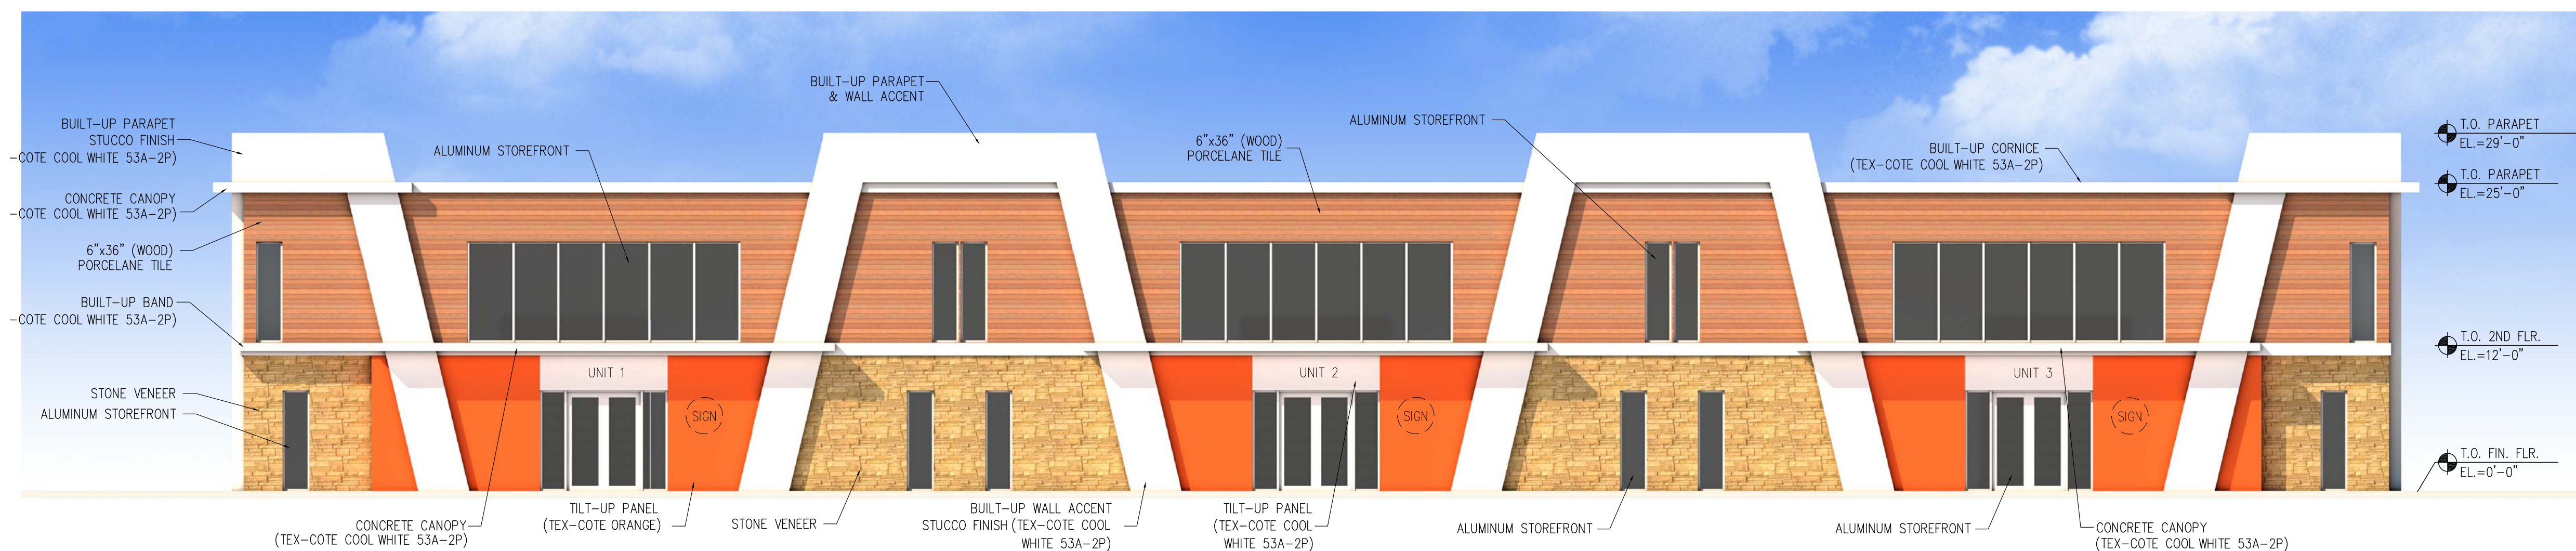 BUILT-UP PARAPET
STUCCO FINISH
-COTE COOL WHITE 53A-2P)
CONCRETE CANOPY
-COTE COOL WHITE 53A-2P)
6"x36" (WOOD)
PORCELANE TILE
BUILT-UP BAND
-COTE COOL WHITE 53A-2P)
STONE VENEER
ALUMINUM STOREFRONT
ALUMINUM STOREFRONT
BUILT-UP PARAPET
& WALL ACCENT
6"x36" (WOOD)
PORCELANE TILE
ALUMINUM STOREFRONT
BUILT-UP CORNICE
(TEX-COTE COOL WHITE 53A-2P)
T.O. PARAPET
EL.=29'-0"
T.O. PARAPET
EL.=25'-0"
T.O. 2ND FLR.
EL.=12'-0"
T.O. FIN. FLR.
EL.=0'-0"
UNIT 1
SIGN
UNIT 2
SIGN
UNIT 3
SIGN
CONCRETE CANOPY
(TEX-COTE COOL WHITE 53A-2P)
TILT-UP PANEL
(TEX-COTE ORANGE)
STONE VENEER
BUILT-UP WALL ACCENT
STUCCO FINISH (TEX-COTE COOL
WHITE 53A-2P)
TILT-UP PANEL
(TEX-COTE COOL
WHITE 53A-2P)
ALUMINUM STOREFRONT
ALUMINUM STOREFRONT
CONCRETE CANOPY
(TEX-COTE COOL WHITE 53A-2P)